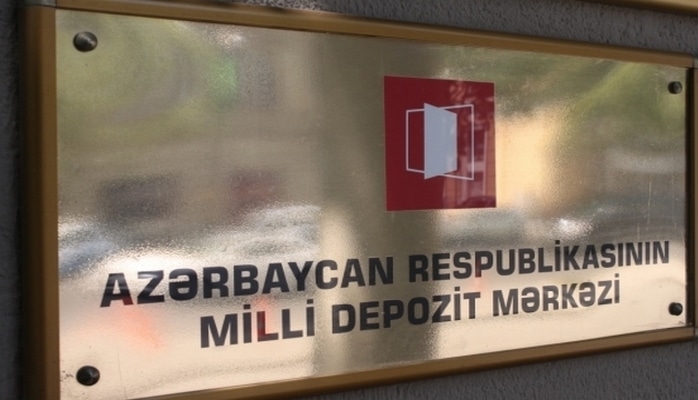 AZƏRBAYCAN RESPUBLİKASININ
MİLLİ DEPOZİT MƏRKƏZİ